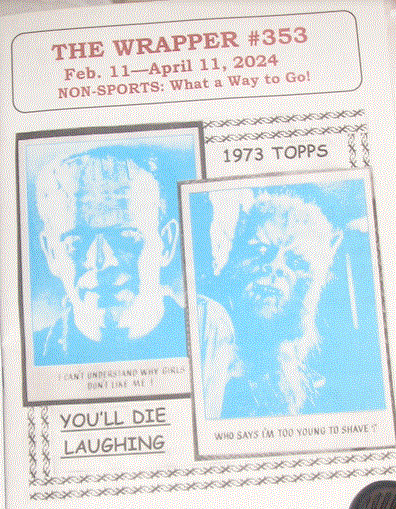 THE WRAPPER #353
Feb. 11—April 11, 2024
NON-SPORTS: What a Way to Go!
1973 TOPPS
I CAN'T UNDERSTAND WHY GIRLS
DON'T LIKE ME !
WHO SAYS I'M TOO YOUNG TO SHAVE ?
YOU'LL DIE
LAUGHING